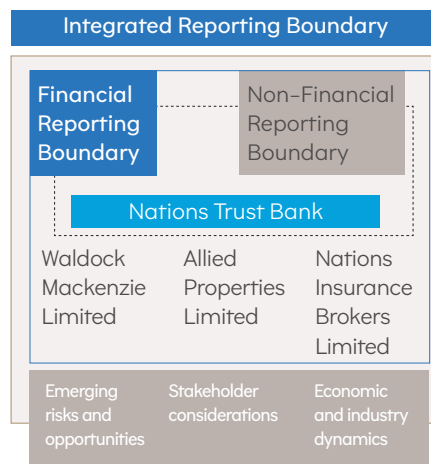 Integrated Reporting Boundary
Financial
Reporting
Boundary
Non-Financial
Reporting
Boundary
Nations Trust Bank
Waldock
Mackenzie
Limited
Allied
Properties
Limited
Nations
Insurance
Brokers
Limited
Emerging
risks and
opportunities
Stakeholder
considerations
Economic
and industry
dynamics